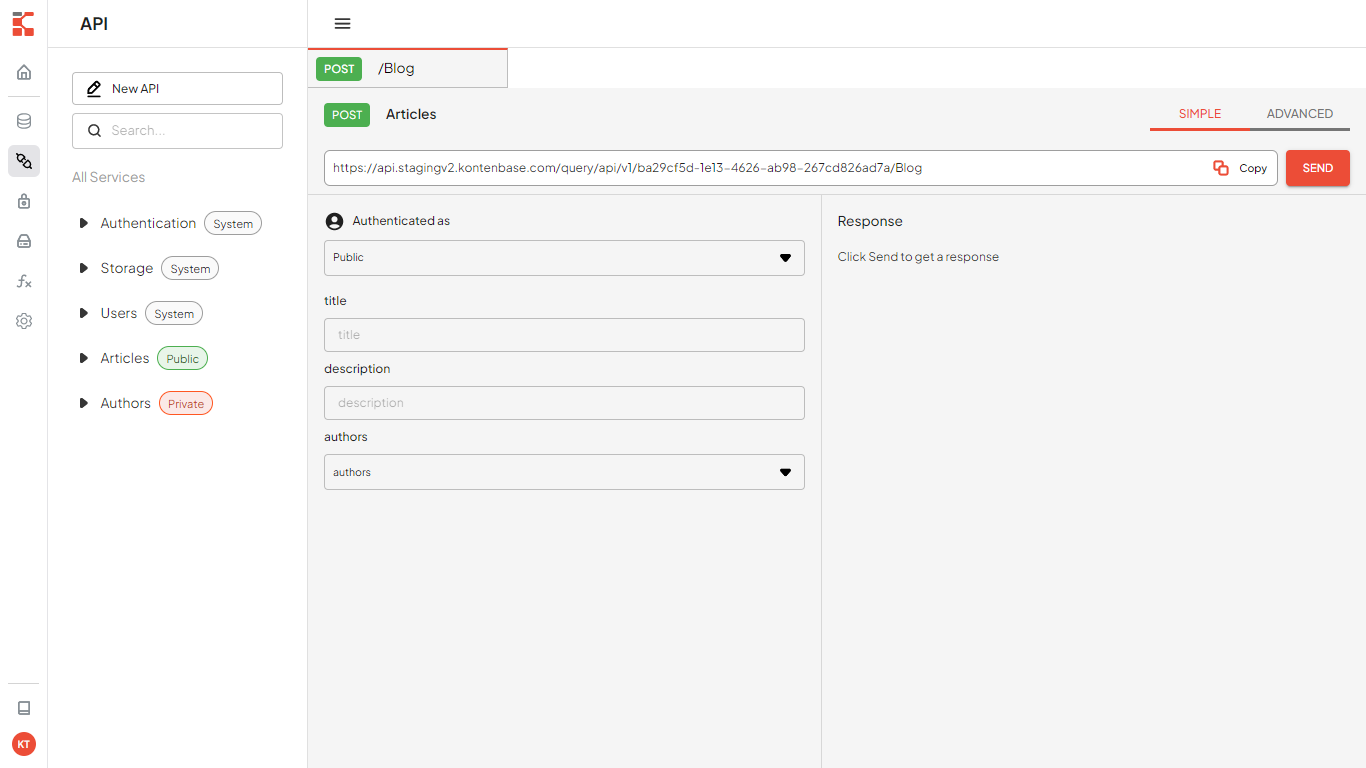 API
New API
Search...
All Services
Authentication System
Storage System
Users System
Articles Public
Authors Private
KT
POST /Blog
POST Articles
SIMPLE ADVANCED
https://api.stagingv2.kontenbase.com/query/api/v1/ba29cf5d-1e13-4626-ab98-267cd826ad7a/Blog
Copy
SEND
Authenticated as
Public
title
title
description
description
authors
authors
Response
Click Send to get a response